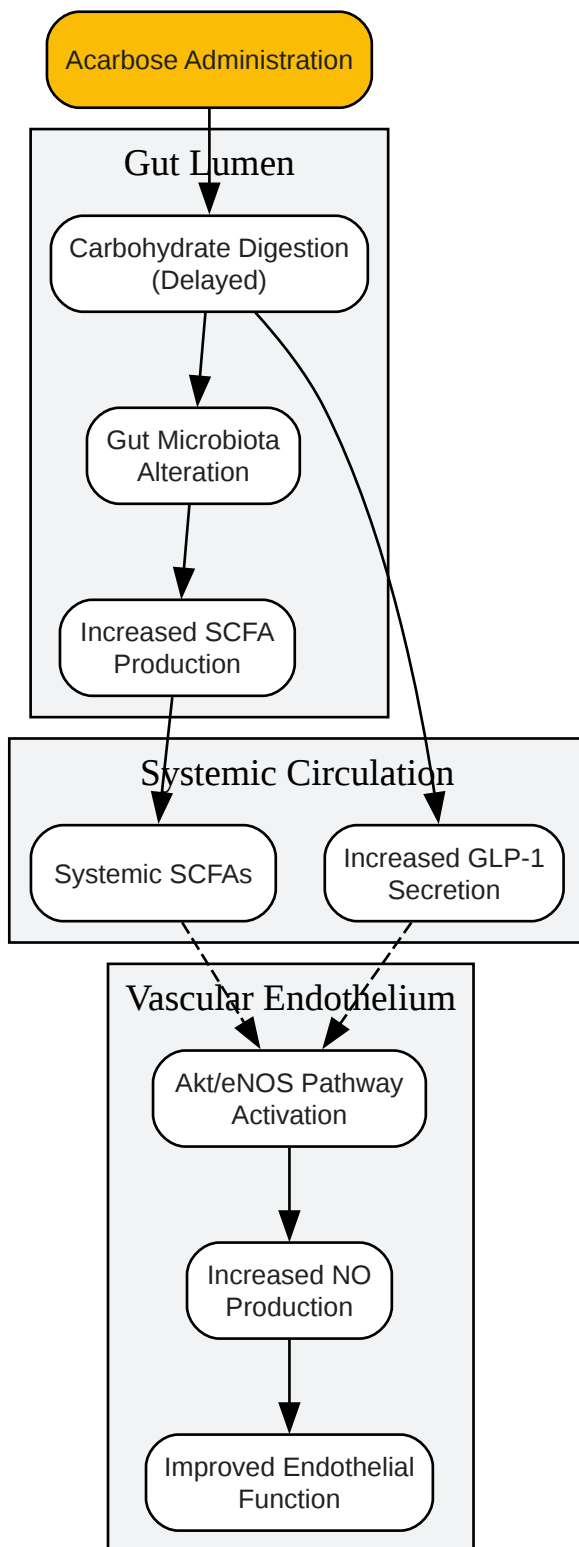 Acarbose Administration
Gut Lumen
Carbohydrate Digestion
(Delayed)
Gut Microbiota
Alteration
Increased SCFA
Production
Systemic Circulation
Systemic SCFAs
Increased GLP-1
Secretion
Vascular Endothelium
Akt/eNOS Pathway
Activation
Increased NO
Production
Improved Endothelial
Function